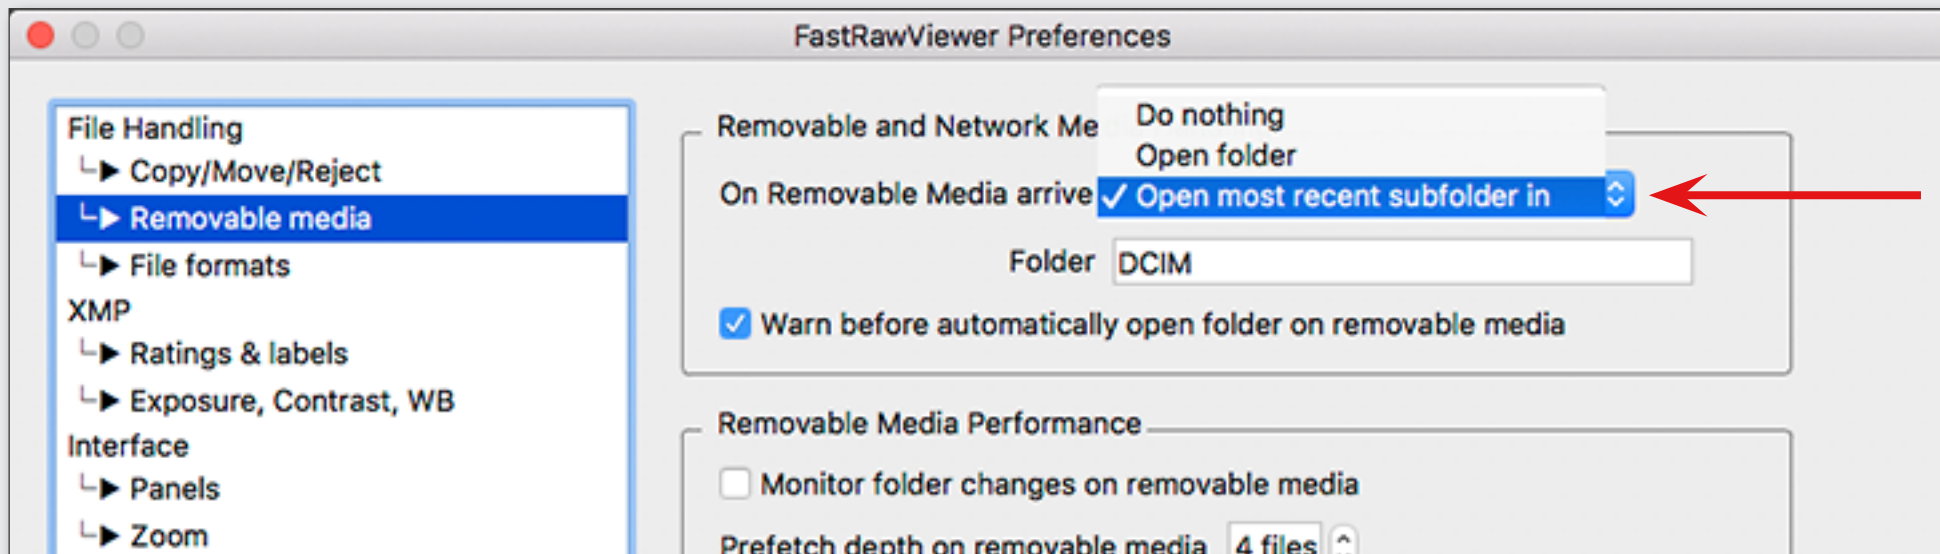 FastRawViewer Preferences
File Handling
Copy/Move/Reject
Removable media
File formats
XMP
Ratings & labels
Exposure, Contrast, WB
Interface
Panels
Zoom
Removable and Network Me
Do nothing
Open folder
On Removable Media arrive ✓ Open most recent subfolder in
Folder DCIM
Warn before automatically open folder on removable media
Removable Media Performance
Monitor folder changes on removable media
Prefetch depth on removable media 4 files